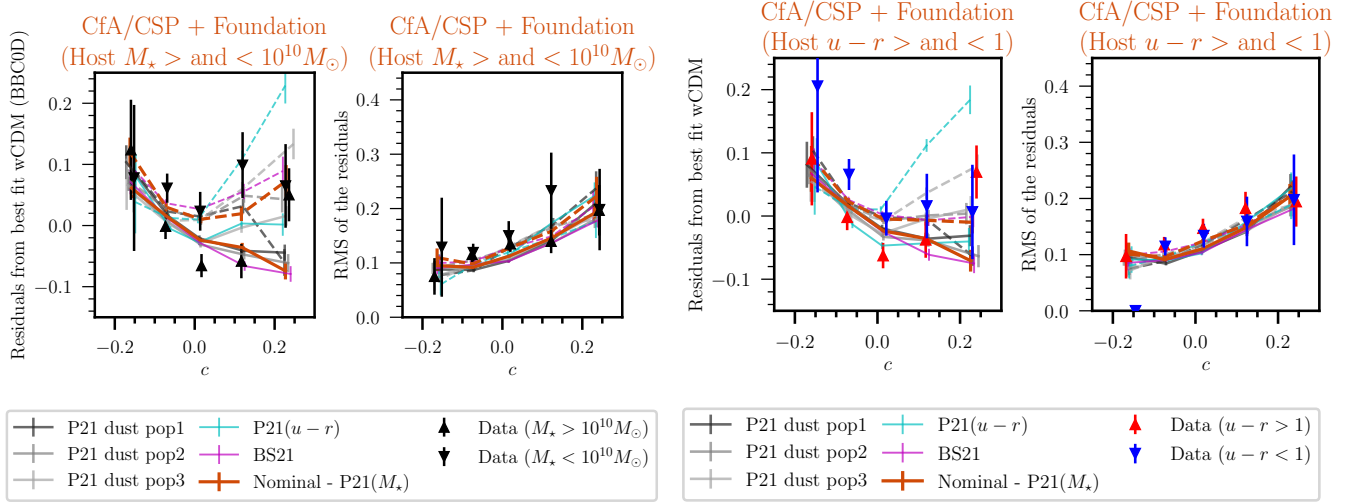 CfA/CSP + Foundation
(Host M⋆ > and < 10¹⁰M⊙)
CfA/CSP + Foundation
(Host M⋆ > and < 10¹⁰M⊙)
CfA/CSP + Foundation
(Host u − r > and < 1)
CfA/CSP + Foundation
(Host u − r > and < 1)
Residuals from best fit wCDM (BBC0D)
0.2
0.1
0.0
−0.1
−0.2
0.0
0.2
c
RMS of the residuals
0.4
0.3
0.2
0.1
0.0
−0.2
0.0
0.2
c
Residuals from best fit wCDM
0.2
0.1
0.0
−0.1
−0.2
0.0
0.2
c
RMS of the residuals
0.4
0.3
0.2
0.1
0.0
−0.2
0.0
0.2
c
P21 dust pop1
P21 dust pop2
P21 dust pop3
P21(u − r)
BS21
Nominal - P21(M⋆)
Data (M⋆ > 10¹⁰M⊙)
Data (M⋆ < 10¹⁰M⊙)
P21 dust pop1
P21 dust pop2
P21 dust pop3
P21(u − r)
BS21
Nominal - P21(M⋆)
Data (u − r > 1)
Data (u − r < 1)